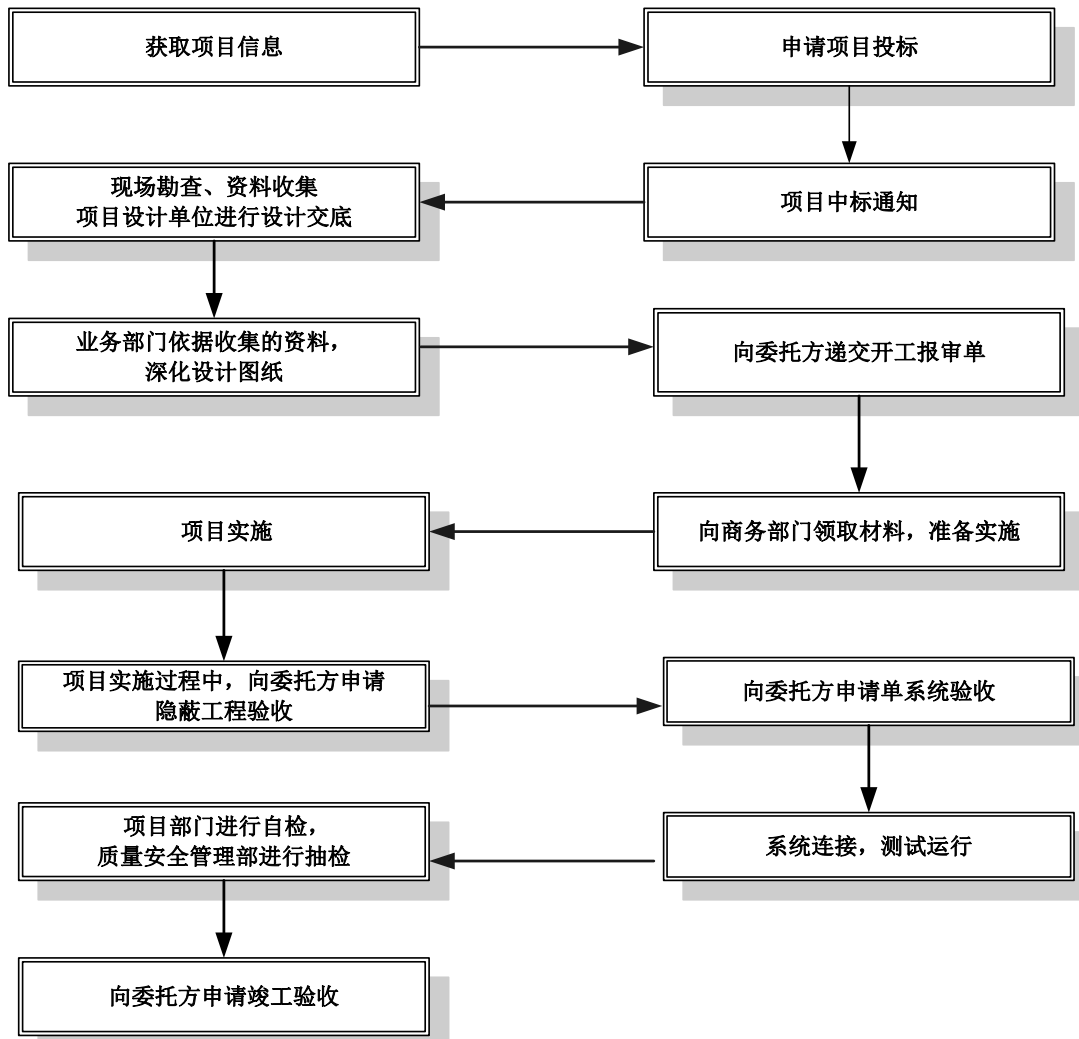 获取项目信息
申请项目投标
项目中标通知
现场勘查、资料收集
项目设计单位进行设计交底
业务部门依据收集的资料，
深化设计图纸
向委托方递交开工报审单
向商务部门领取材料，准备实施
项目实施
项目实施过程中，向委托方申请
隐蔽工程验收
向委托方申请单系统验收
系统连接，测试运行
项目部门进行自检，
质量安全管理部进行抽检
向委托方申请竣工验收